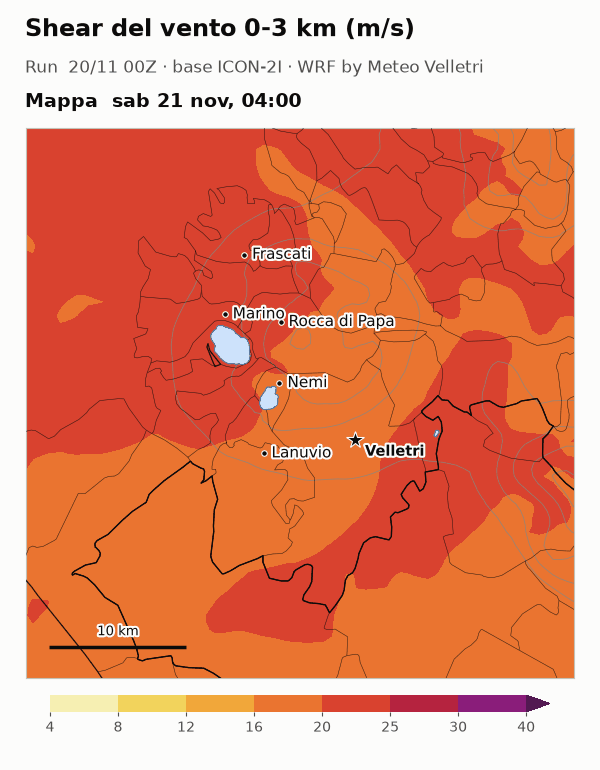 Shear del vento 0-3 km (m/s)
Run  20/11 00Z · base ICON-2I · WRF by Meteo Velletri
Mappa  sab 21 nov, 04:00
Frascati
Marino
Rocca di Papa
Nemi
Velletri
Lanuvio
10 km
4 8 12 16 20 25 30 40